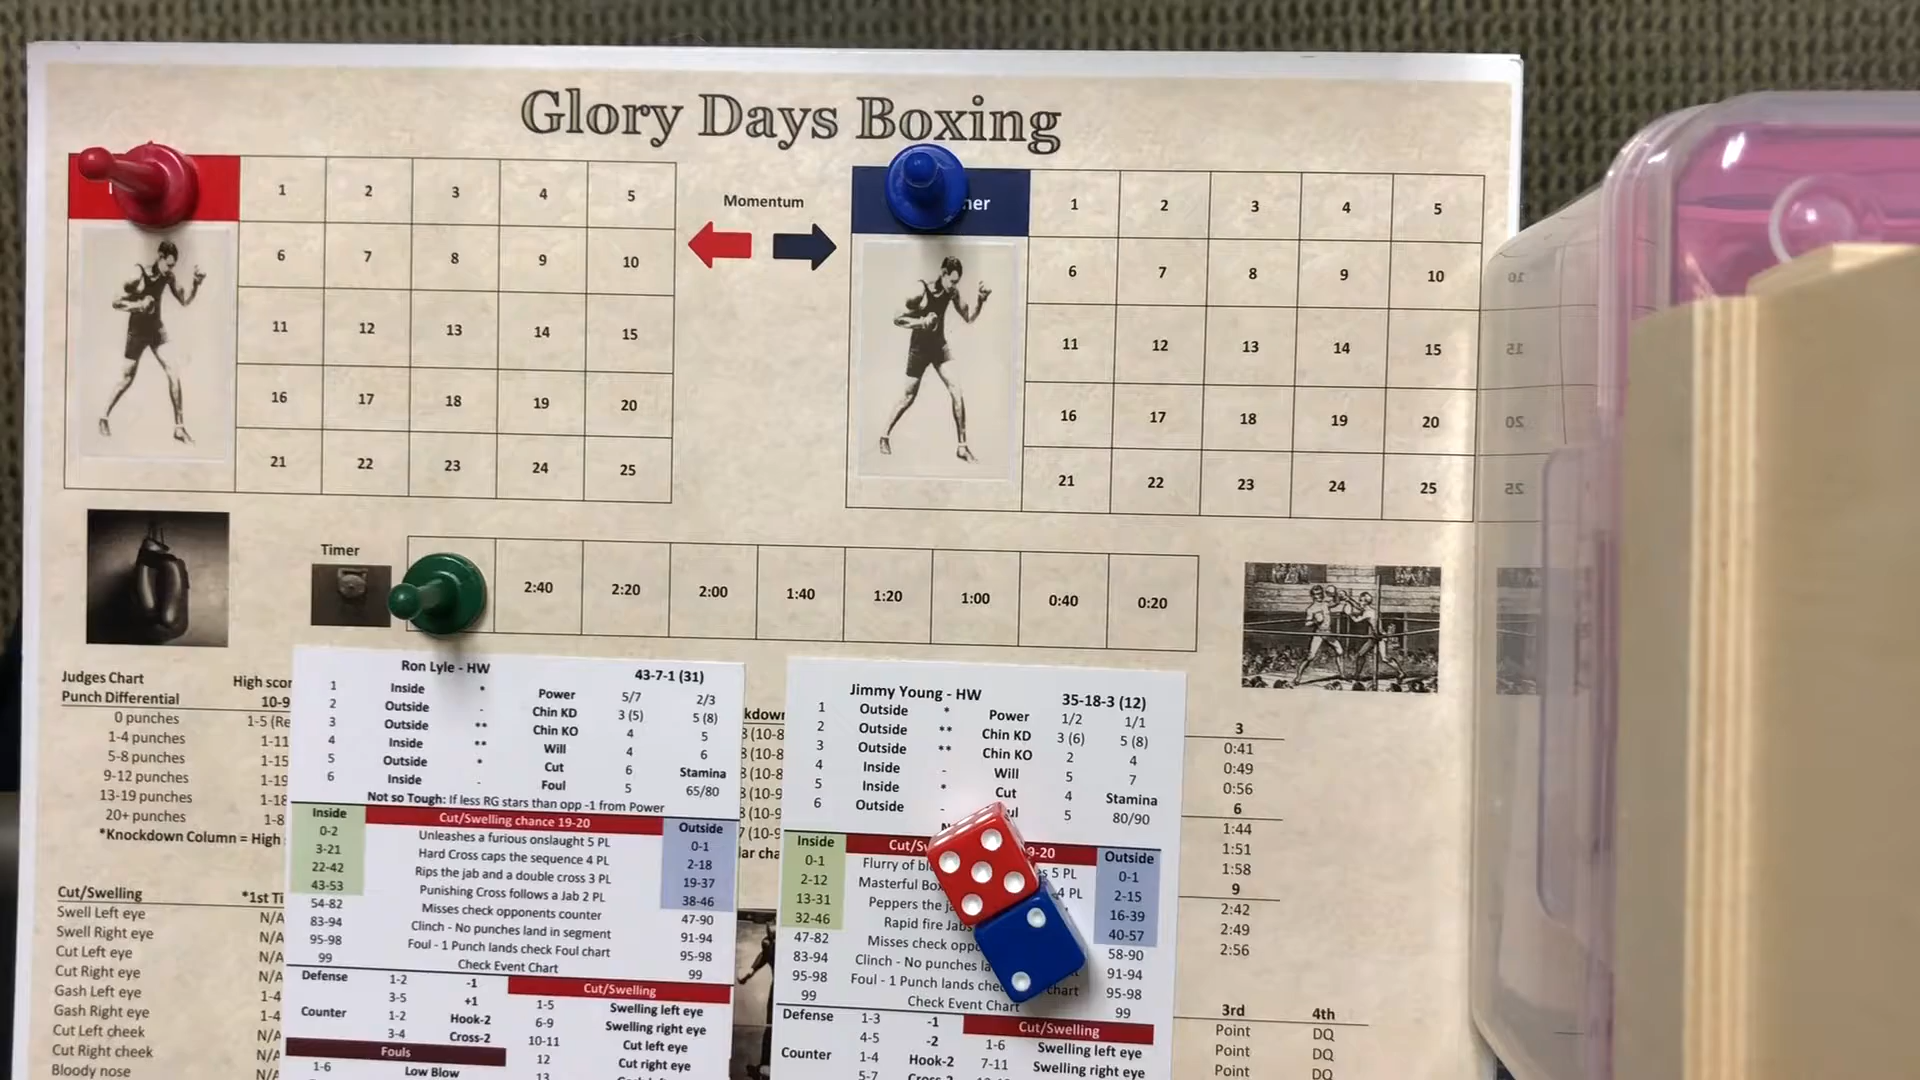 Glory Days Boxing
1 2 3 4 5
6 7 8 9 10
11 12 13 14 15
16 17 18 19 20
21 22 23 24 25
Momentum
1 2 3 4 5
6 7 8 9 10
11 12 13 14 15
16 17 18 19 20
21 22 23 24 25
Timer
2:40 2:20 2:00 1:40 1:20 1:00 0:40 0:20
Judges Chart
Punch Differential
0 punches
1-4 punches
5-8 punches
9-12 punches
13-19 punches
20+ punches
*Knockdown Column = High
10-9
1-5
1-11
1-15
1-19
1-18
1-8
Cut/Swelling
Swell Left eye N/A
Swell Right eye N/A
Cut Left eye N/A
Cut Right eye N/A
Gash Left eye 1-4
Gash Right eye 1-4
Cut Left cheek N/A
Cut Right cheek N/A
Bloody nose N/A
Ron Lyle - HW 43-7-1 (31)
1 Inside * Power 5/7 2/3
2 Outside - Chin KD 3 (5) 5 (8)
3 Outside ** Chin KO 4 5
4 Inside ** Will 4 6
5 Outside * Cut 6 Stamina
6 Inside - Foul 5 65/80
Not so Tough: If less RG stars than opp -1 from Power
Inside Cut/Swelling chance 19-20 Outside
0-2 Unleashes a furious onslaught 5 PL 0-1
3-21 Hard Cross caps the sequence 4 PL 2-18
22-42 Rips the jab and a double cross 3 PL 19-37
43-53 Punishing Cross follows a Jab 2 PL 38-46
54-82 Misses check opponents counter 47-90
83-94 Clinch - No punches land in segment 91-94
95-98 Foul - 1 Punch lands check Foul chart 95-98
99 Check Event Chart 99
Defense 1-2 -1 Cut/Swelling
3-5 +1 1-5 Swelling left eye
Counter 1-2 Hook-2 6-9 Swelling right eye
3-4 Cross-2 10-11 Cut left eye
Fouls 12 Cut right eye
1-6 Low Blow 13
Jimmy Young - HW 35-18-3 (12)
1 Outside * Power 1/2 1/1
2 Outside ** Chin KD 3 (6) 5 (8)
3 Outside ** Chin KO 2 4
4 Inside - Will 5 7
5 Inside * Cut 4 Stamina
6 Outside - 5 80/90
Inside 9-20 Outside
0-1 Flurry of 5 PL 0-1
2-12 Masterful 4 PL 2-15
13-31 Peppers the 16-39
32-46 Rapid fire Jabs 40-57
47-82 Misses check 58-90
83-94 Clinch - No punches 91-94
95-98 Foul - 1 Punch lands chart 95-98
99 Check Event Chart 99
Defense 1-3 -1 Cut/Swelling
4-5 -2 1-6 Swelling left eye
Counter 1-4 Hook-2 7-11 Swelling right eye
5-7
3
0:41
0:49
0:56
6
1:44
1:51
1:58
9
2:42
2:49
2:56
3rd 4th
Point DQ
Point DQ
Point DQ